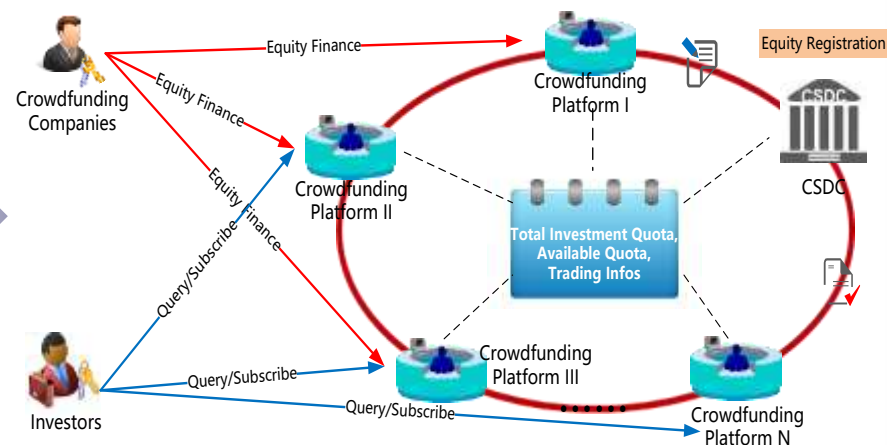 Equity Finance
Equity Registration
Crowdfunding
Companies
Crowdfunding
Platform I
CSDC
CSDC
Equity Finance
Crowdfunding
Platform II
Equity Finance
Total Investment Quota,
Available Quota,
Trading Infos
Query/Subscribe
Crowdfunding
Platform III
Query/Subscribe
Investors
Query/Subscribe
......
Crowdfunding
Platform N